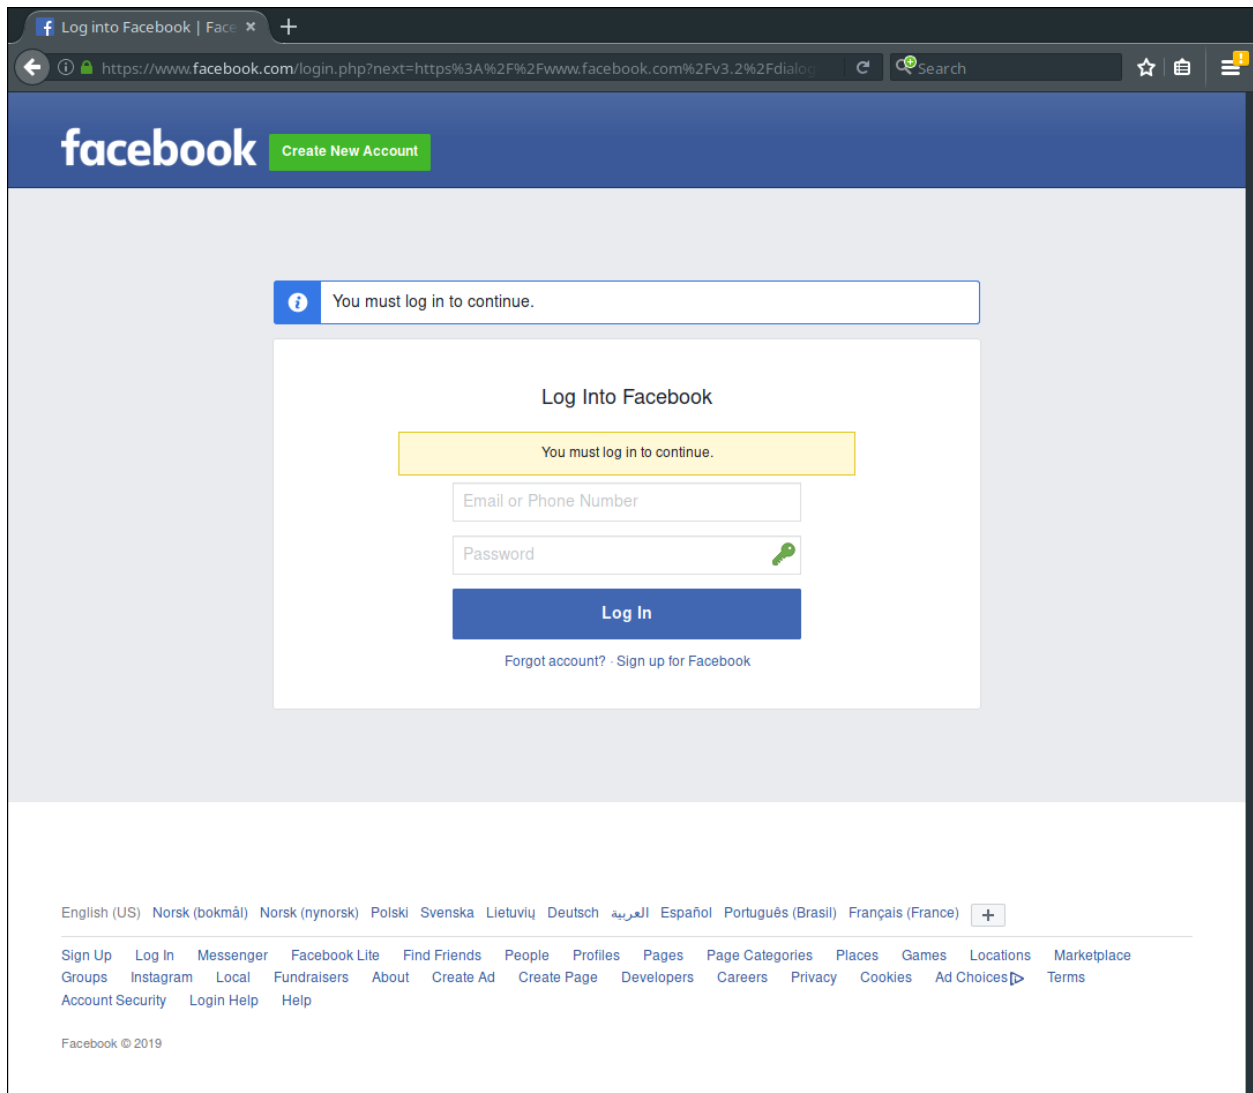 Log into Facebook | Face
https://www.facebook.com/login.php?next=https%3A%2F%2Fwww.facebook.com%2Fv3.2%2Fdialog
Search
facebook
Create New Account
You must log in to continue.
Log Into Facebook
You must log in to continue.
Email or Phone Number
Password
Log In
Forgot account? · Sign up for Facebook
English (US) Norsk (bokmål) Norsk (nynorsk) Polski Svenska Lietuvių Deutsch العربية Español Português (Brasil) Français (France)
Sign Up Log In Messenger Facebook Lite Find Friends People Profiles Pages Page Categories Places Games Locations Marketplace
Groups Instagram Local Fundraisers About Create Ad Create Page Developers Careers Privacy Cookies Ad Choices Terms
Account Security Login Help Help
Facebook © 2019